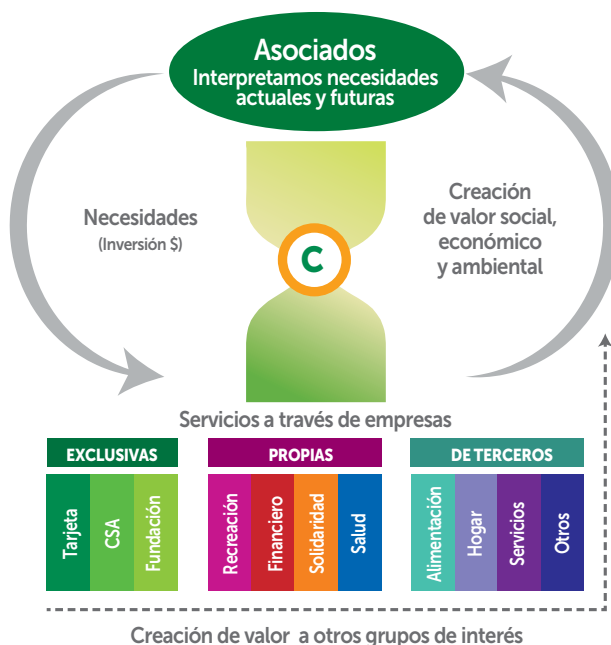 Asociados
Interpretamos necesidades
actuales y futuras
Necesidades
(Inversión $)
C
Creación
de valor social,
económico
y ambiental
Servicios a través de empresas
EXCLUSIVAS
PROPIAS
DE TERCEROS
Tarjeta
CSA
Fundación
Recreación
Financiero
Solidaridad
Salud
Alimentación
Hogar
Servicios
Otros
Creación de valor a otros grupos de interés